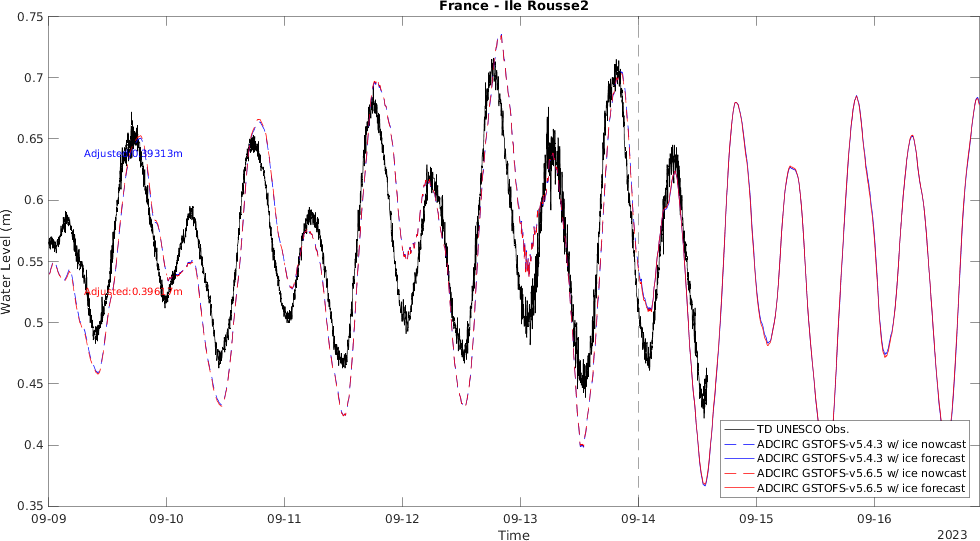 France - Ile Rousse2
Water Level (m)
0.75
0.7
0.65
0.6
0.55
0.5
0.45
0.4
0.35
Adjusted:0.39313m
TD UNESCO Obs.
ADCIRC GSTOFS-v5.4.3 w/ ice nowcast
ADCIRC GSTOFS-v5.4.3 w/ ice forecast
ADCIRC GSTOFS-v5.6.5 w/ ice nowcast
ADCIRC GSTOFS-v5.6.5 w/ ice forecast
09-09
09-10
09-11
09-12
09-13
09-14
09-15
09-16
Time
2023